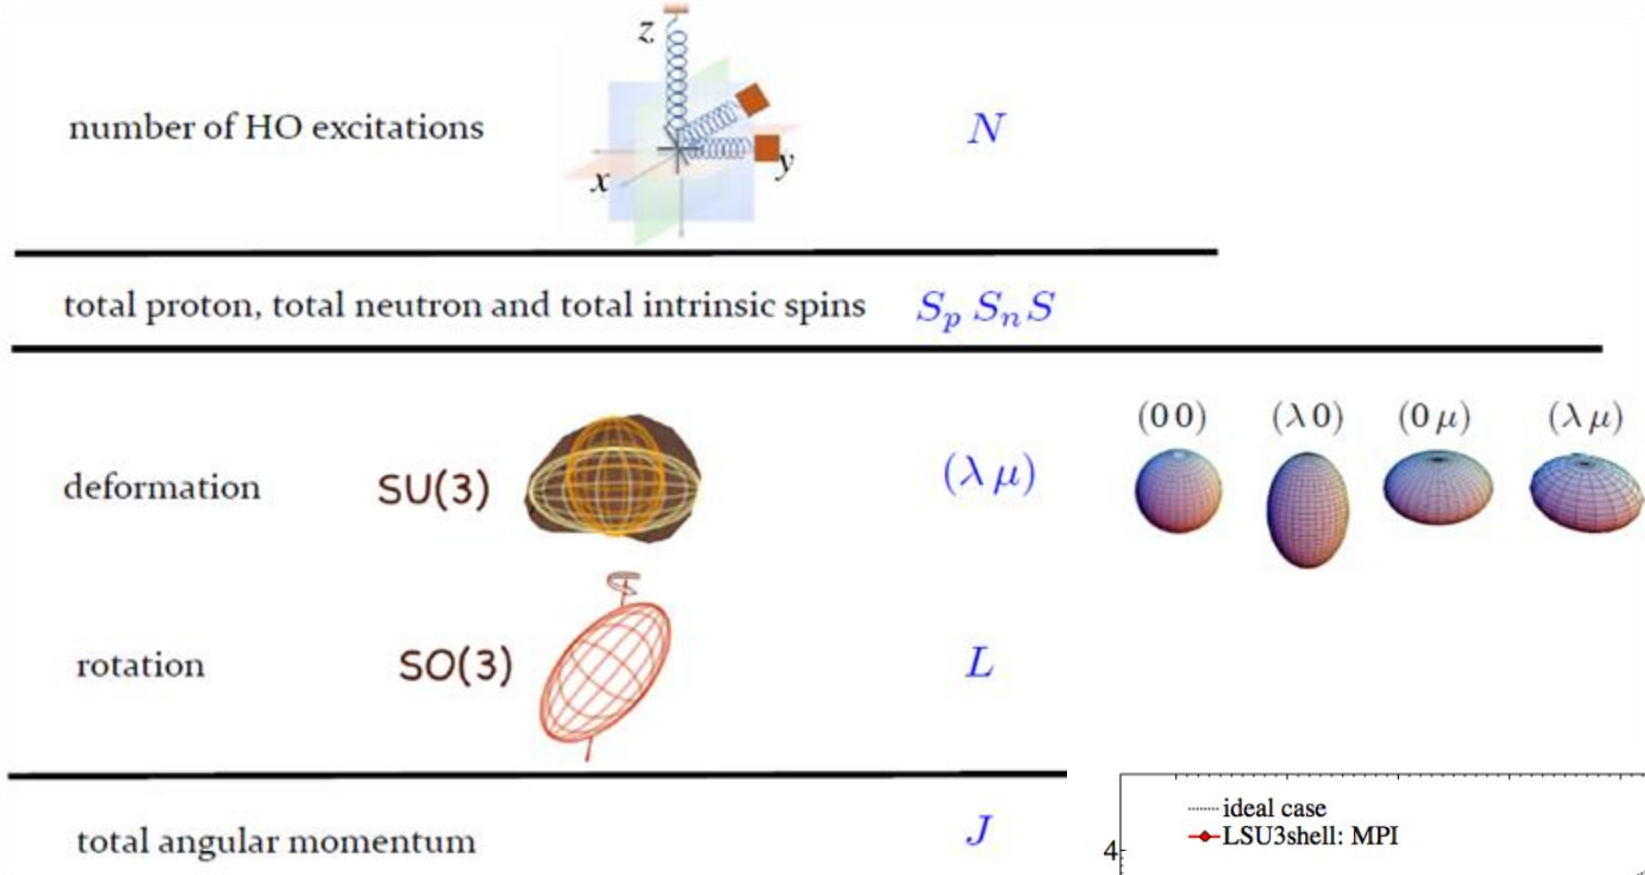 z
number of HO excitations
N
x
y
total proton, total neutron and total intrinsic spins S_p S_n S
(0 0) (λ 0) (0 μ) (λ μ)
deformation SU(3) (λ μ)
rotation SO(3) L
total angular momentum J
ideal case
LSU3shell: MPI
4